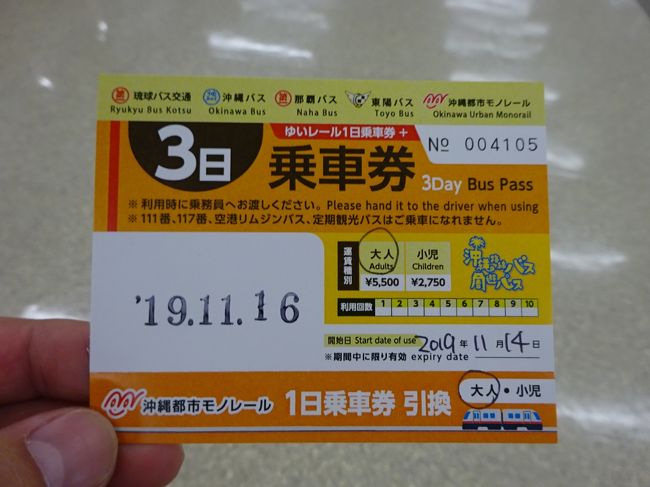 琉球バス交通 沖縄バス 那覇バス 東陽バス 沖縄都市モノレール
Ryukyu Bus Kotsu Okinawa Bus Naha Bus Toyo Bus Okinawa Urban Monorail
ゆいレール1日乗車券+
№ 004105
3日 乗車券 3Day Bus Pass
※利用時に乗務員へお渡しください。Please hand it to the driver when using
※111番、117番、空港リムジンバス、定期観光バスはご乗車になれません。
運賃種別
大人 小児
Adults Children
¥5,500 ¥2,750
利用回数 1 2 3 4 5 6 7 8 9 10
'19.11.16
開始日 Start date of use 2019年 11月 14日
※期間中に限り有効 expiry date
沖縄都市モノレール 1日乗車券 引換 大人・小児